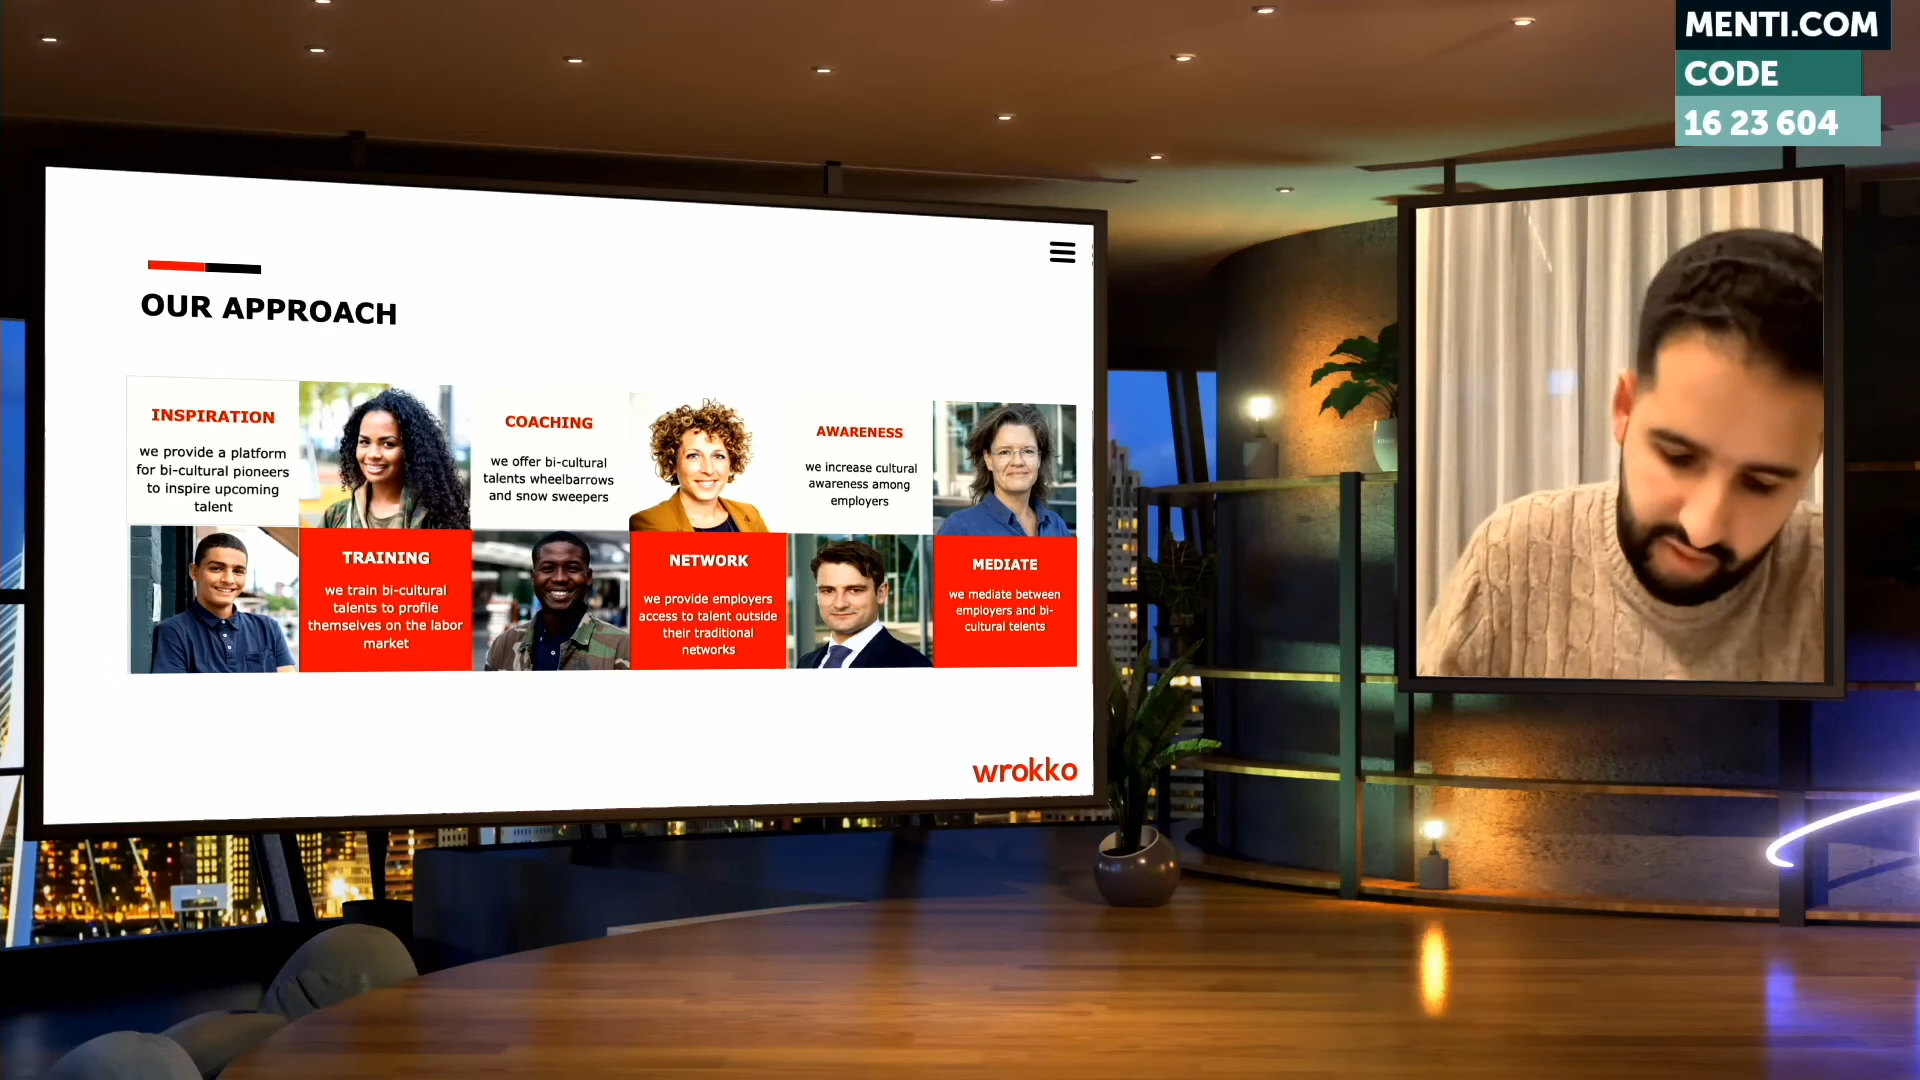 MENTI.COM
CODE
16 23 604
OUR APPROACH
INSPIRATION
we provide a platform
for bi-cultural pioneers
to inspire upcoming
talent
COACHING
we offer bi-cultural
talents wheelbarrows
and snow sweepers
AWARENESS
we increase cultural
awareness among
employers
TRAINING
we train bi-cultural
talents to profile
themselves on the labor
market
NETWORK
we provide employers
access to talent outside
their traditional
networks
MEDIATE
we mediate between
employers and bi-
cultural telents
wrokko